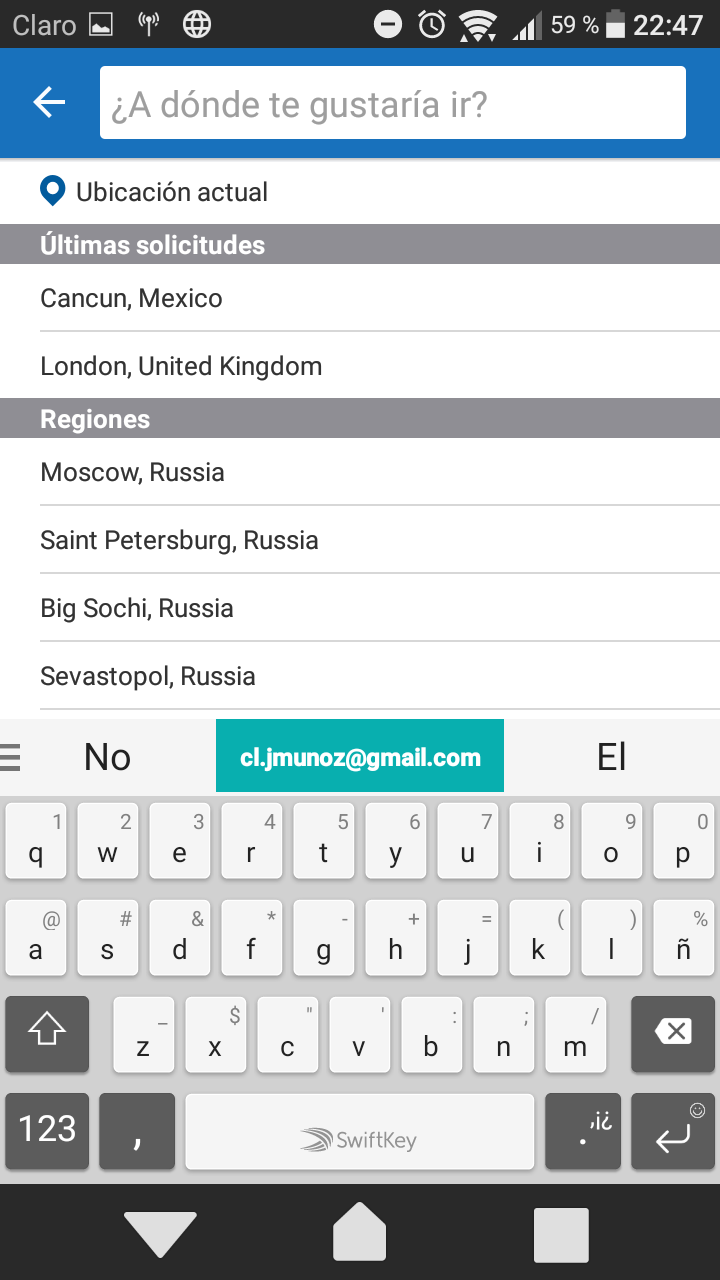 Claro 59 % 22:47
¿A dónde te gustaría ir?
Ubicación actual
Últimas solicitudes
Cancun, Mexico
London, United Kingdom
Regiones
Moscow, Russia
Saint Petersburg, Russia
Big Sochi, Russia
Sevastopol, Russia
No cl.jmunoz@gmail.com El
1 2 3 4 5 6 7 8 9 0
q w e r t y u i o p
@ # & * - + = ( ) %
a s d f g h j k l ñ
_ $ " ' : ; /
z x c v b n m
123 , SwiftKey . ,¡¿